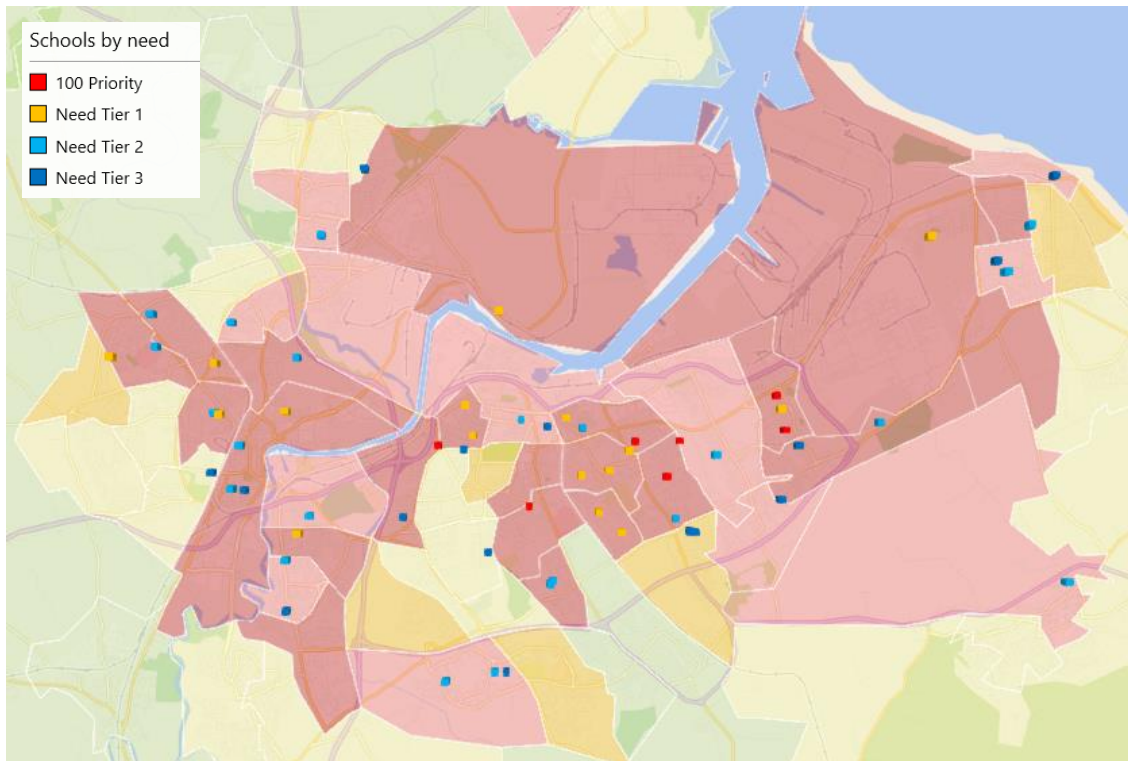 Schools by need
100 Priority
Need Tier 1
Need Tier 2
Need Tier 3